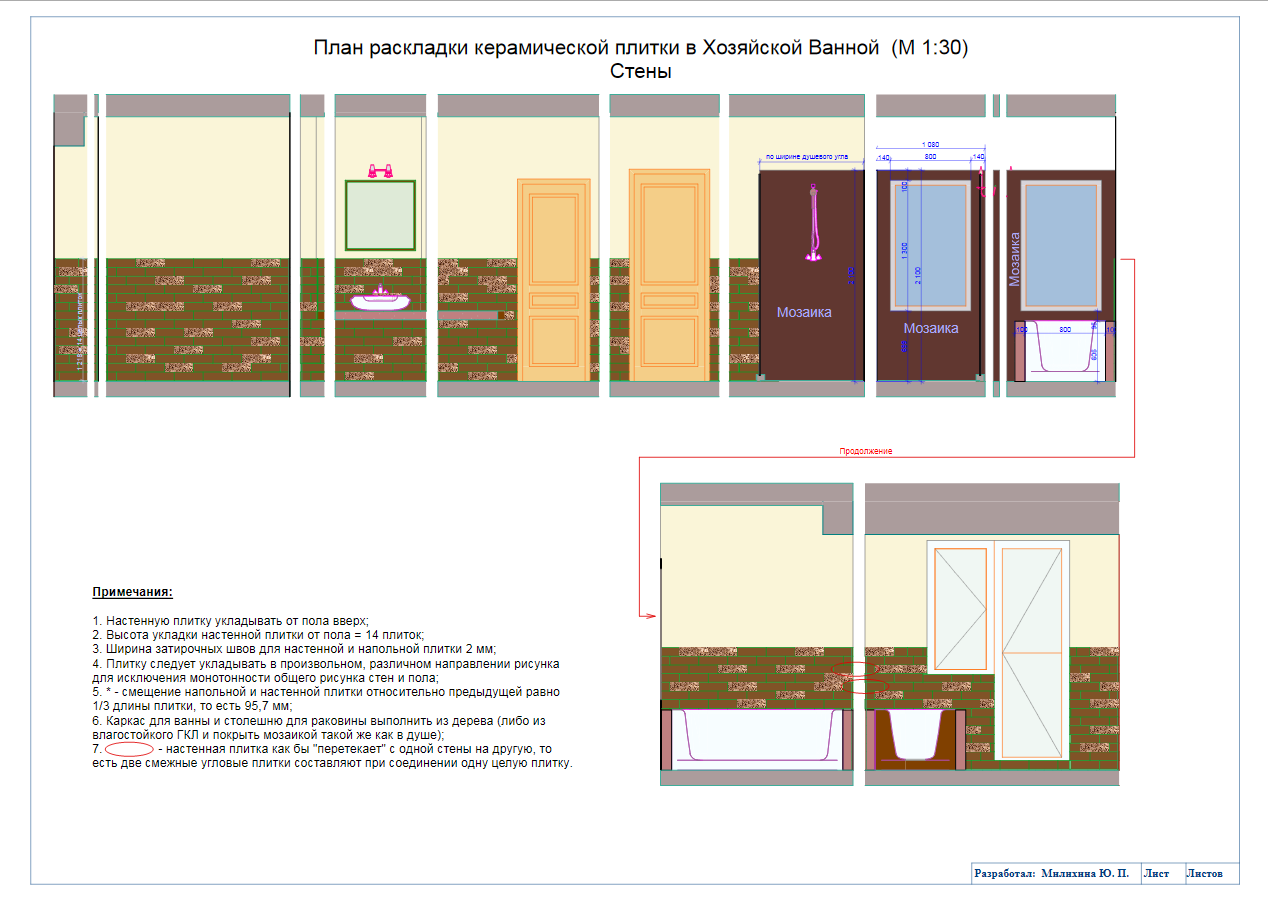 План раскладки керамической плитки в Хозяйской Ванной (М 1:30)
Стены
1 080
140
800
140
по ширине душевого угла
100
1 300
2 100
Мозаика
Мозаика
Мозаика
100
800
Продолжение
Примечания:
1. Настенную плитку укладывать от пола вверх;
2. Высота укладки настенной плитки от пола = 14 плиток;
3. Ширина затирочных швов для настенной и напольной плитки 2 мм;
4. Плитку следует укладывать в произвольном, различном направлении рисунка
для исключения монотонности общего рисунка стен и пола;
5. * - смещение напольной и настенной плитки относительно предыдущей равно
1/3 длины плитки, то есть 95,7 мм;
6. Каркас для ванны и столешню для раковины выполнить из дерева (либо из
влагостойкого ГКЛ и покрыть мозаикой такой же как в душе);
7. - настенная плитка как бы "перетекает" с одной стены на другую, то
есть две смежные угловые плитки составляют при соединении одну целую плитку.
Разработал: Милихина Ю. П.
Лист
Листов